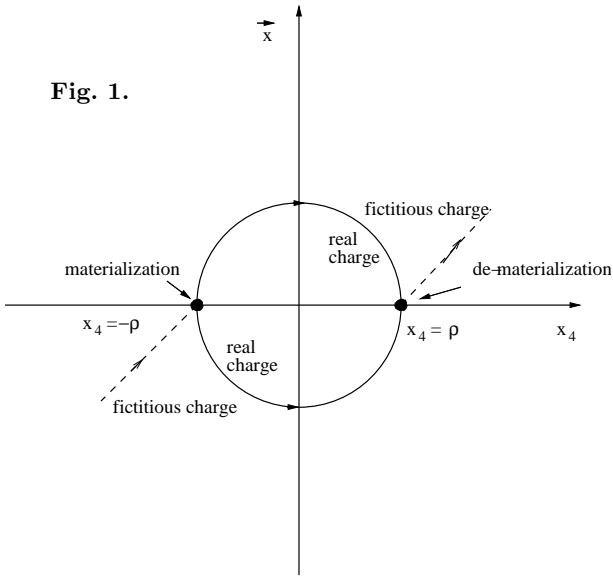 x
Fig. 1.
fictitious charge
real
charge
materialization
de-materialization
x₄ =−ρ
x₄ = ρ
x₄
real
charge
fictitious charge